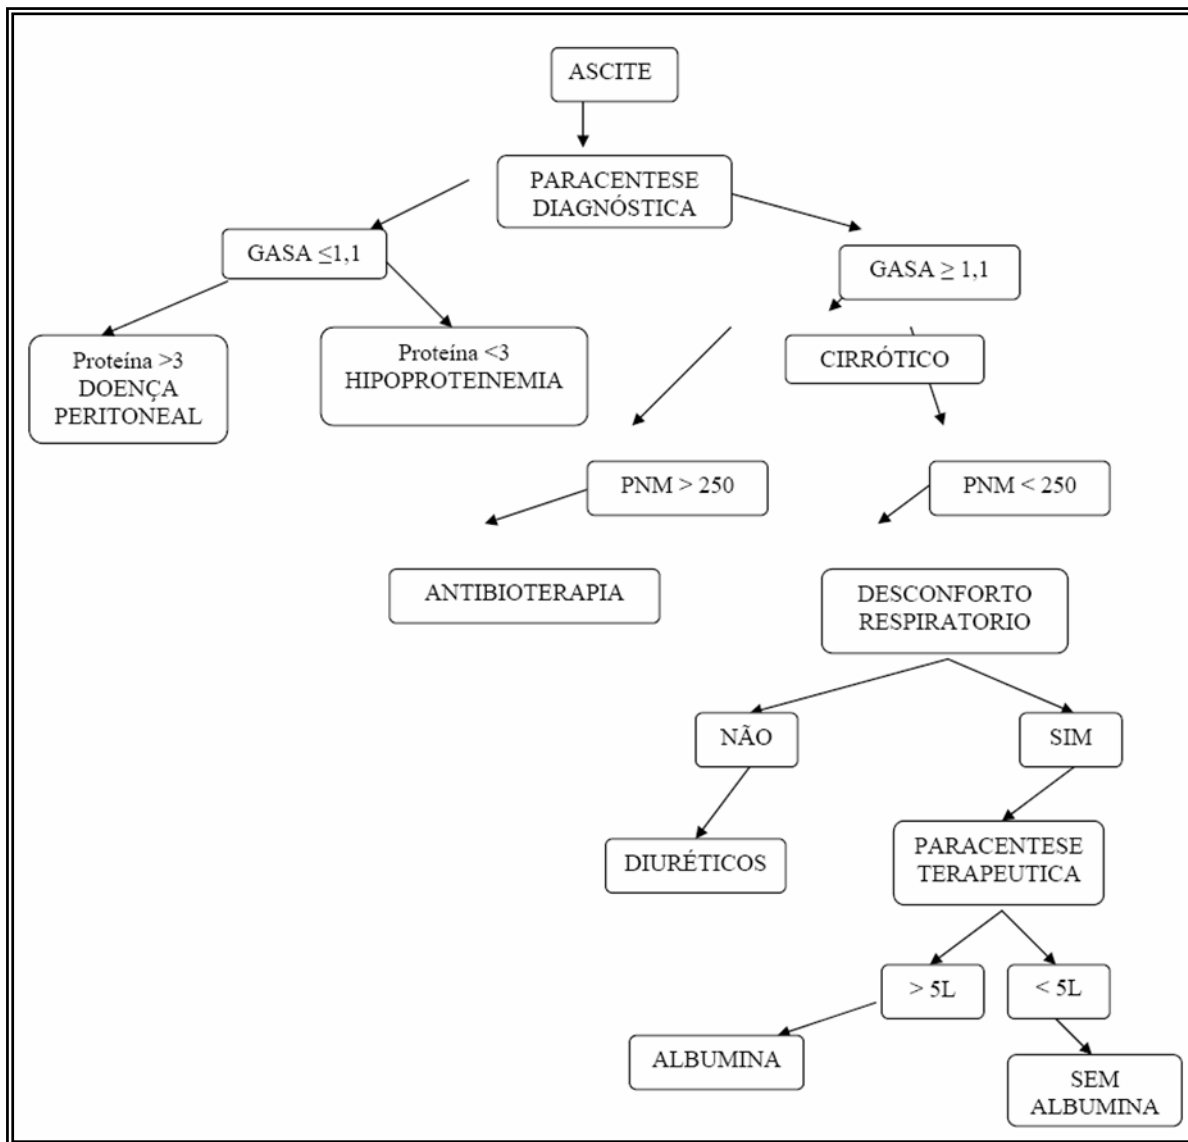 ASCITE
PARACENTESE
DIAGNÓSTICA
GASA ≤1,1
GASA ≥ 1,1
Proteína >3
DOENÇA
PERITONEAL
Proteína <3
HIPOPROTEINEMIA
CIRRÓTICO
PNM > 250
PNM < 250
ANTIBIOTERAPIA
DESCONFORTO
RESPIRATORIO
NÃO
SIM
DIURÉTICOS
PARACENTESE
TERAPEUTICA
> 5L
< 5L
ALBUMINA
SEM
ALBUMINA